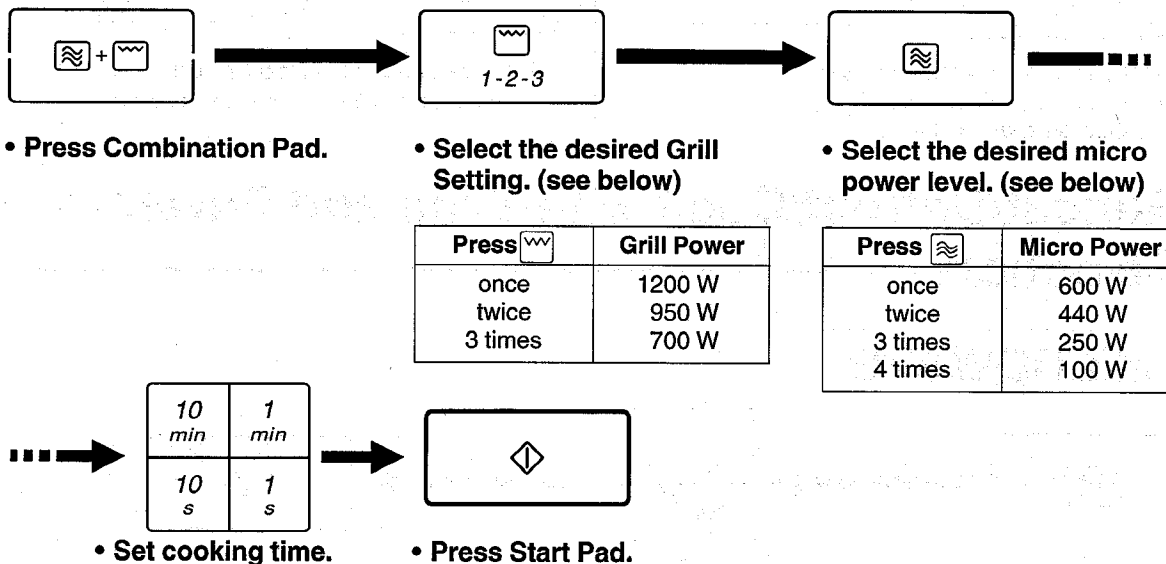 +
1-2-3
• Press Combination Pad.
• Select the desired Grill
Setting. (see below)
• Select the desired micro
power level. (see below)
Press Grill Power
once 1200 W
twice 950 W
3 times 700 W
Press Micro Power
once 600 W
twice 440 W
3 times 250 W
4 times 100 W
10 min 1 min
10 s 1 s
• Set cooking time.
• Press Start Pad.